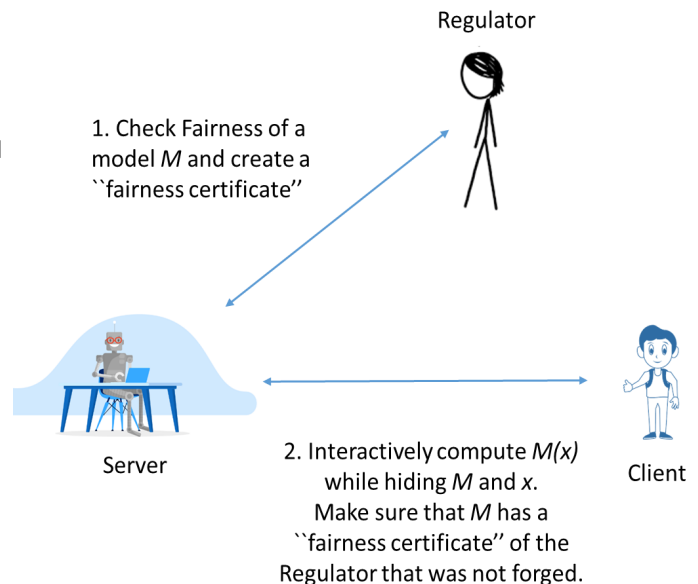 Regulator
1. Check Fairness of a
model M and create a
``fairness certificate’’
Server
2. Interactively compute M(x)
while hiding M and x.
Make sure that M has a
``fairness certificate’’ of the
Regulator that was not forged.
Client